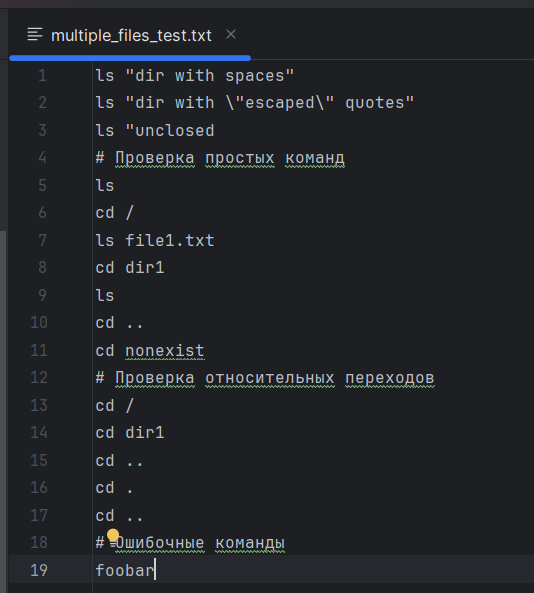 multiple_files_test.txt
1 ls "dir with spaces"
2 ls "dir with \"escaped\" quotes"
3 ls "unclosed
4 # Проверка простых команд
5 ls
6 cd /
7 ls file1.txt
8 cd dir1
9 ls
10 cd ..
11 cd nonexist
12 # Проверка относительных переходов
13 cd /
14 cd dir1
15 cd ..
16 cd .
17 cd ..
18 # Ошибочные команды
19 foobar